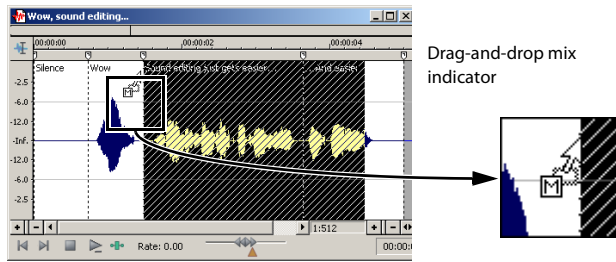 Wow, sound editing...
00:00:00 ,00:00:02 ,00:00:04
Silence Wow Sound editing just gets easier... ...and easier
-2.5
-6.0
-12.0
-Inf.
-12.0
-6.0
-2.5
1:512
Rate: 0.00
00:00:
Drag-and-drop mix
indicator
M
M